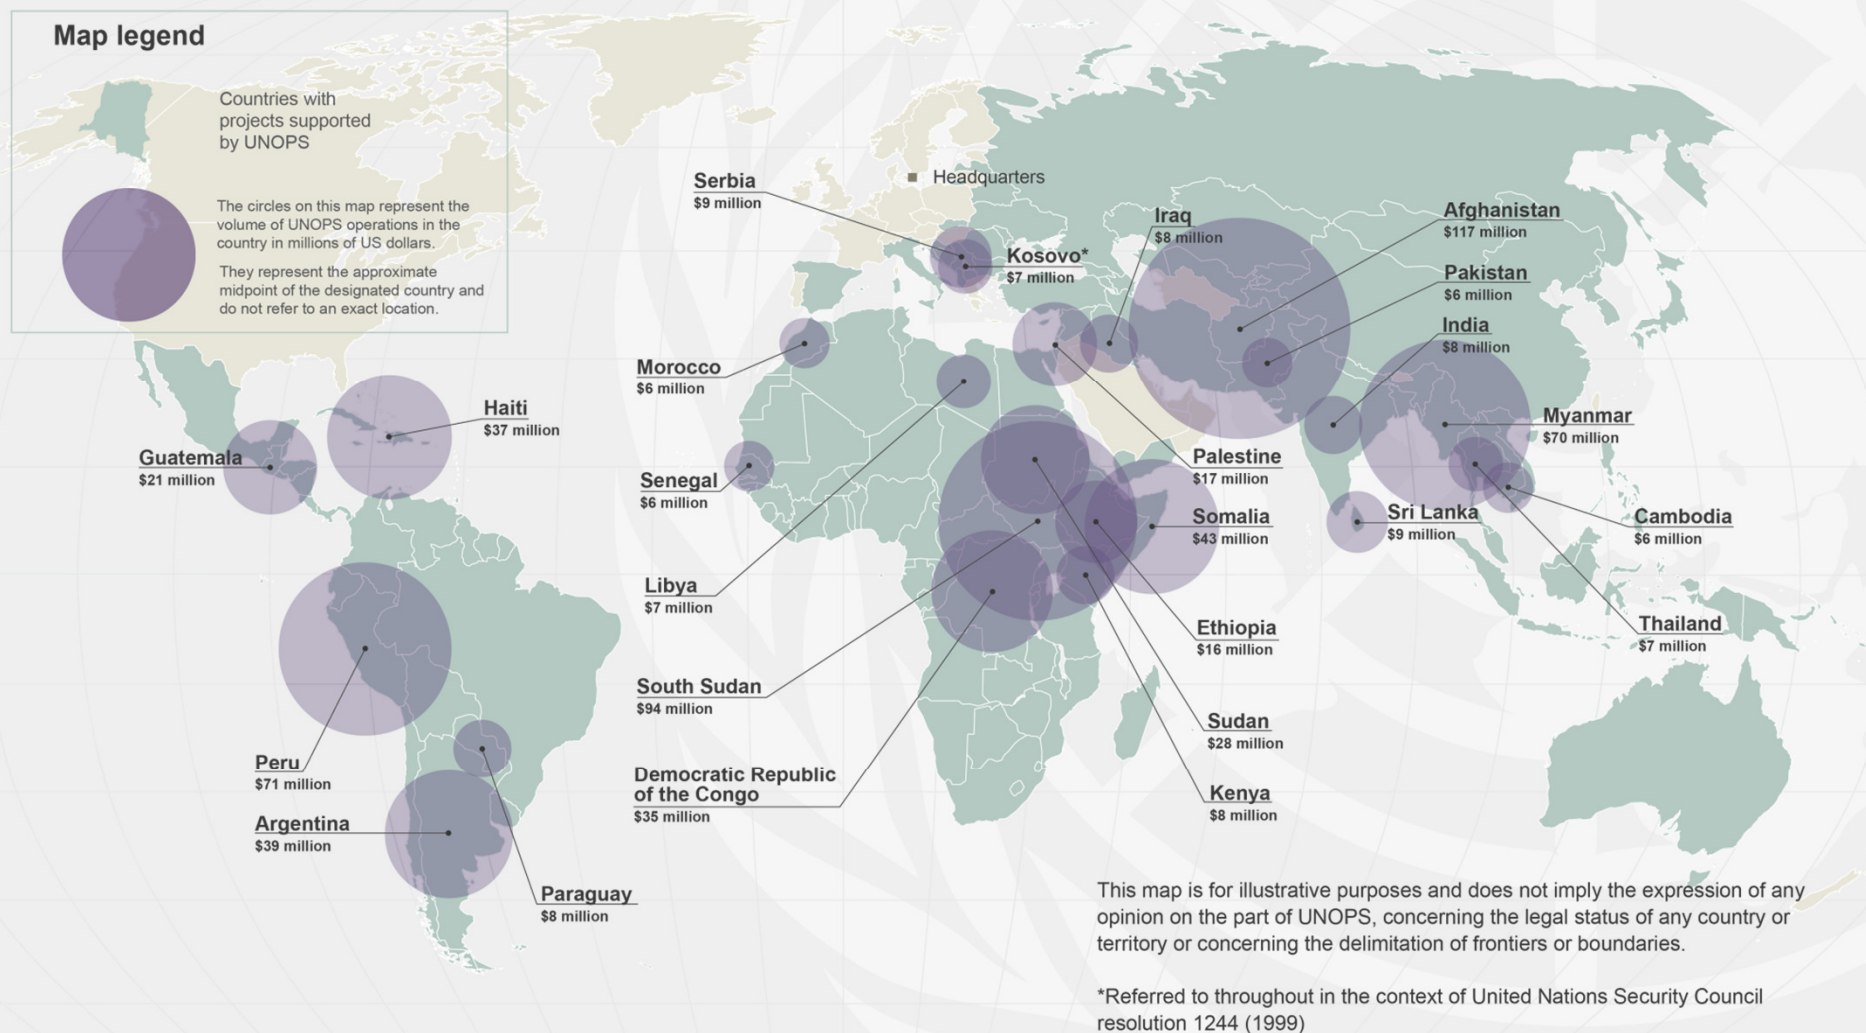 Map legend
Countries with
projects supported
by UNOPS
The circles on this map represent the
volume of UNOPS operations in the
country in millions of US dollars.
They represent the approximate
midpoint of the designated country and
do not refer to an exact location.
Headquarters
Serbia
$9 million
Kosovo*
$7 million
Iraq
$8 million
Afghanistan
$117 million
Pakistan
$6 million
India
$8 million
Morocco
$6 million
Haiti
$37 million
Guatemala
$21 million
Senegal
$6 million
Palestine
$17 million
Myanmar
$70 million
Somalia
$43 million
Sri Lanka
$9 million
Cambodia
$6 million
Libya
$7 million
Ethiopia
$16 million
Thailand
$7 million
South Sudan
$94 million
Sudan
$28 million
Peru
$71 million
Democratic Republic
of the Congo
$35 million
Kenya
$8 million
Argentina
$39 million
Paraguay
$8 million
This map is for illustrative purposes and does not imply the expression of any
opinion on the part of UNOPS, concerning the legal status of any country or
territory or concerning the delimitation of frontiers or boundaries.
*Referred to throughout in the context of United Nations Security Council
resolution 1244 (1999)